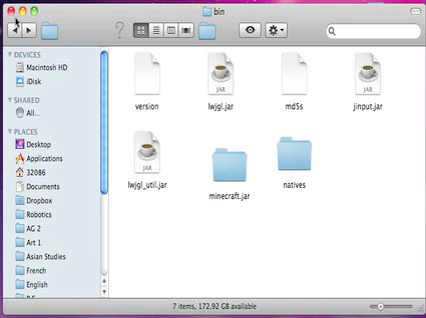 bin
DEVICES
Macintosh HD
iDisk
SHARED
All...
PLACES
Desktop
Applications
32086
Documents
Dropbox
Robotics
AG 2
Art 1
Asian Studies
French
English
version
JAR
lwjgl.jar
md5s
JAR
jinput.jar
JAR
lwjgl_util.jar
minecraft.jar
natives
7 items, 172.92 GB available